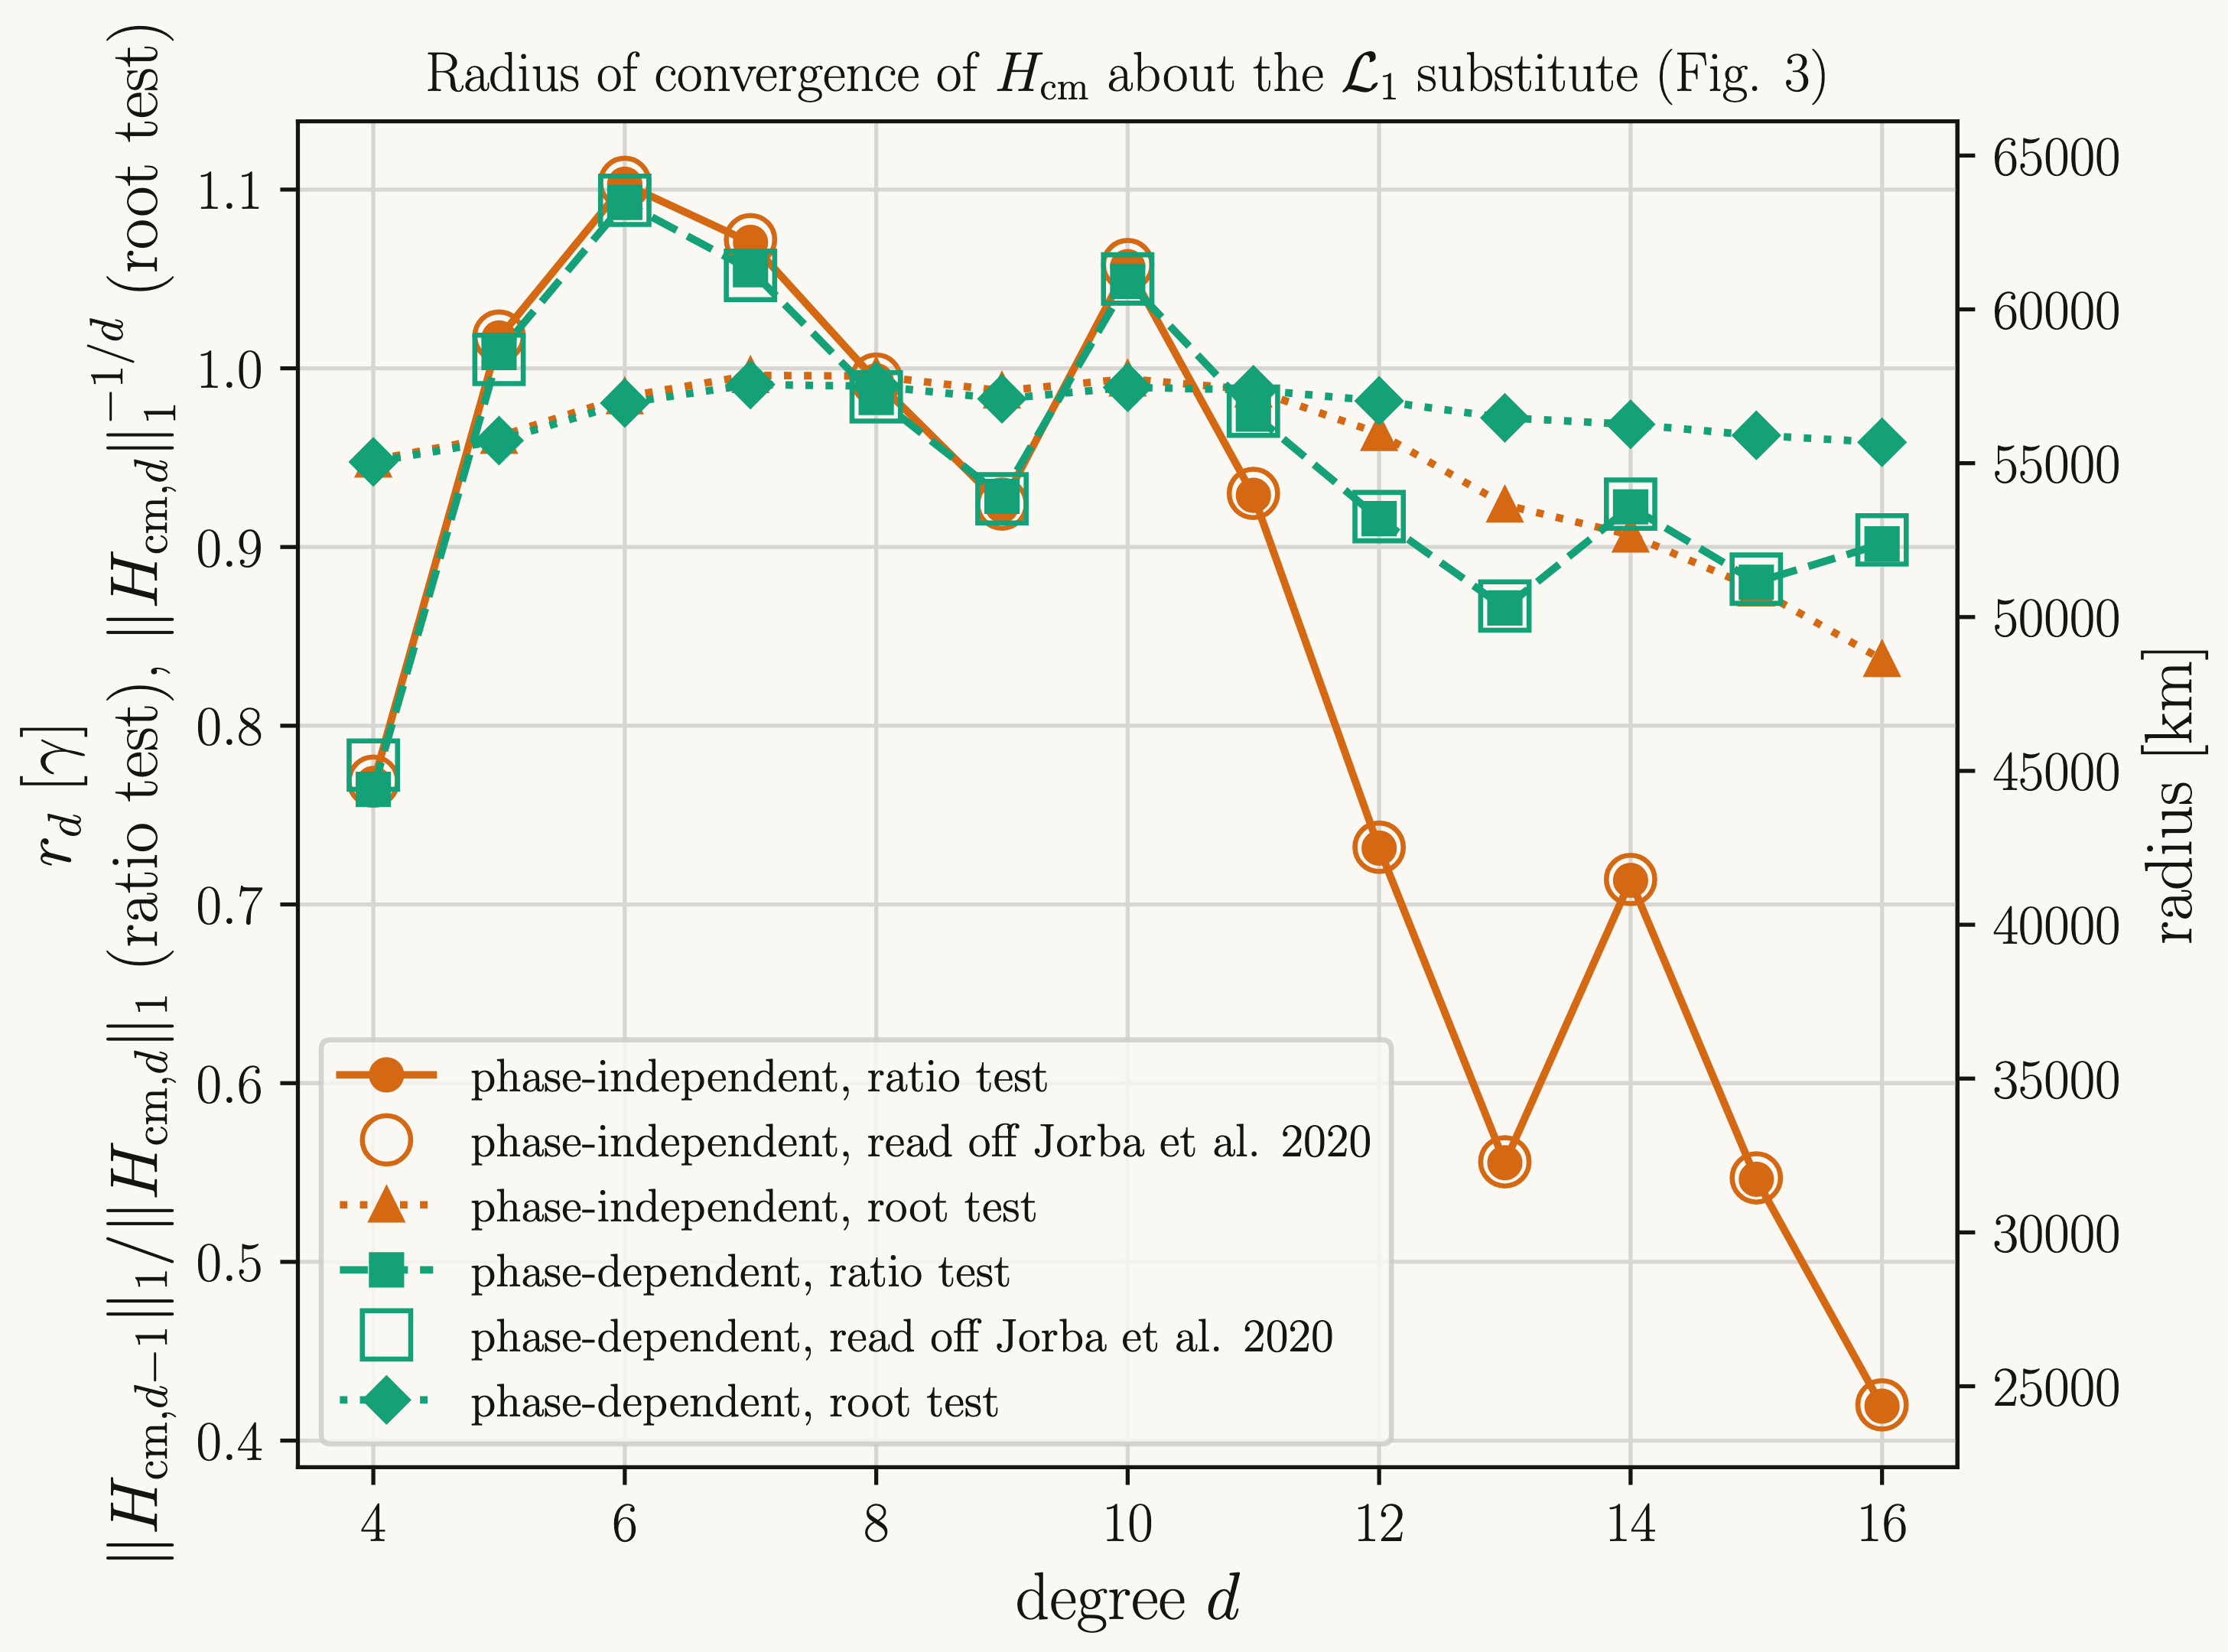 Radius of convergence of H_cm about the ℒ₁ substitute (Fig. 3)
r_d [γ]
‖H_cm,d−1‖₁/‖H_cm,d‖₁ (ratio test), ‖H_cm,d‖₁^−1/d (root test)
1.1
1.0
0.9
0.8
0.7
0.6
0.5
0.4
65000
60000
55000
50000
45000
40000
35000
30000
25000
radius [km]
phase-independent, ratio test
phase-independent, read off Jorba et al. 2020
phase-independent, root test
phase-dependent, ratio test
phase-dependent, read off Jorba et al. 2020
phase-dependent, root test
4 6 8 10 12 14 16
degree d